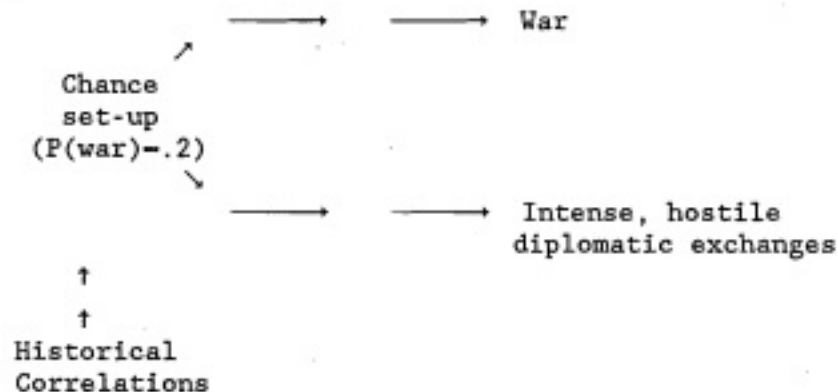 War
Chance
set-up
(P(war)=.2)
Intense, hostile
diplomatic exchanges
Historical
Correlations